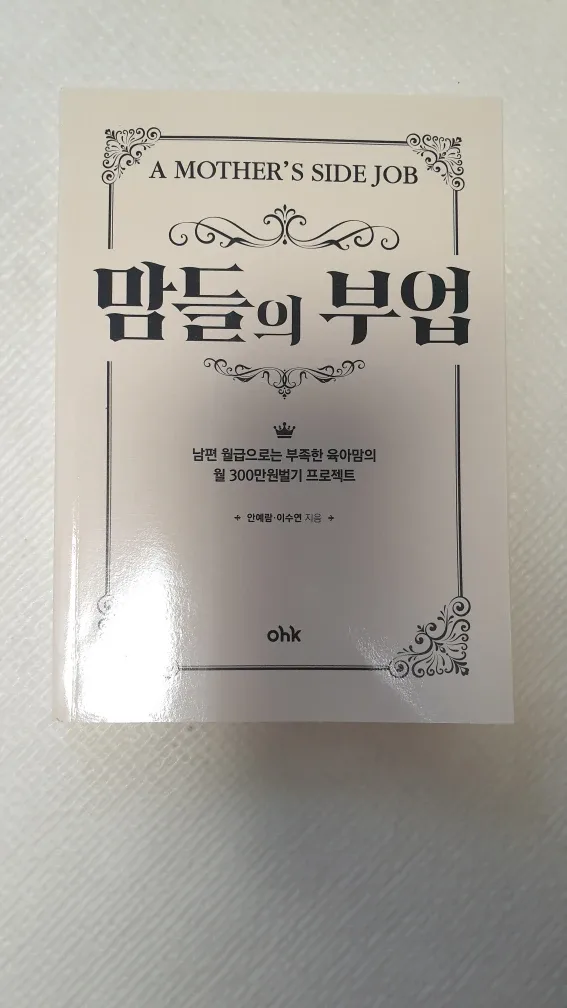 A MOTHER'S SIDE JOB
맘들의 부업
남편 월급으로는 부족한 육아맘의
월 300만원벌기 프로젝트
안예람·이수연 지음
ohk